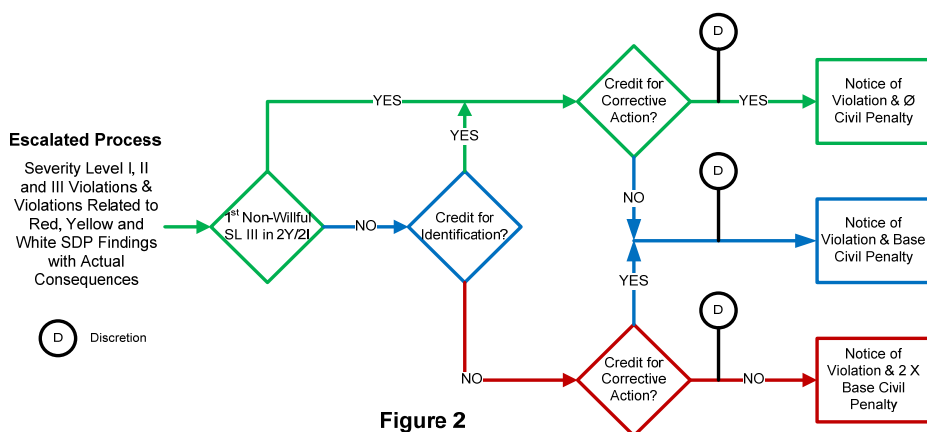 Escalated Process
Severity Level I, II
and III Violations &
Violations Related to
Red, Yellow and
White SDP Findings
with Actual
Consequences
D
Discretion
1st Non-Willful
SL III in 2Y/2I
YES
NO
Credit for
Identification?
YES
NO
Credit for
Corrective
Action?
D
YES
Notice of
Violation & Ø
Civil Penalty
NO
D
Notice of
Violation & Base
Civil Penalty
YES
Credit for
Corrective
Action?
D
NO
Notice of
Violation & 2 X
Base Civil
Penalty
Figure 2